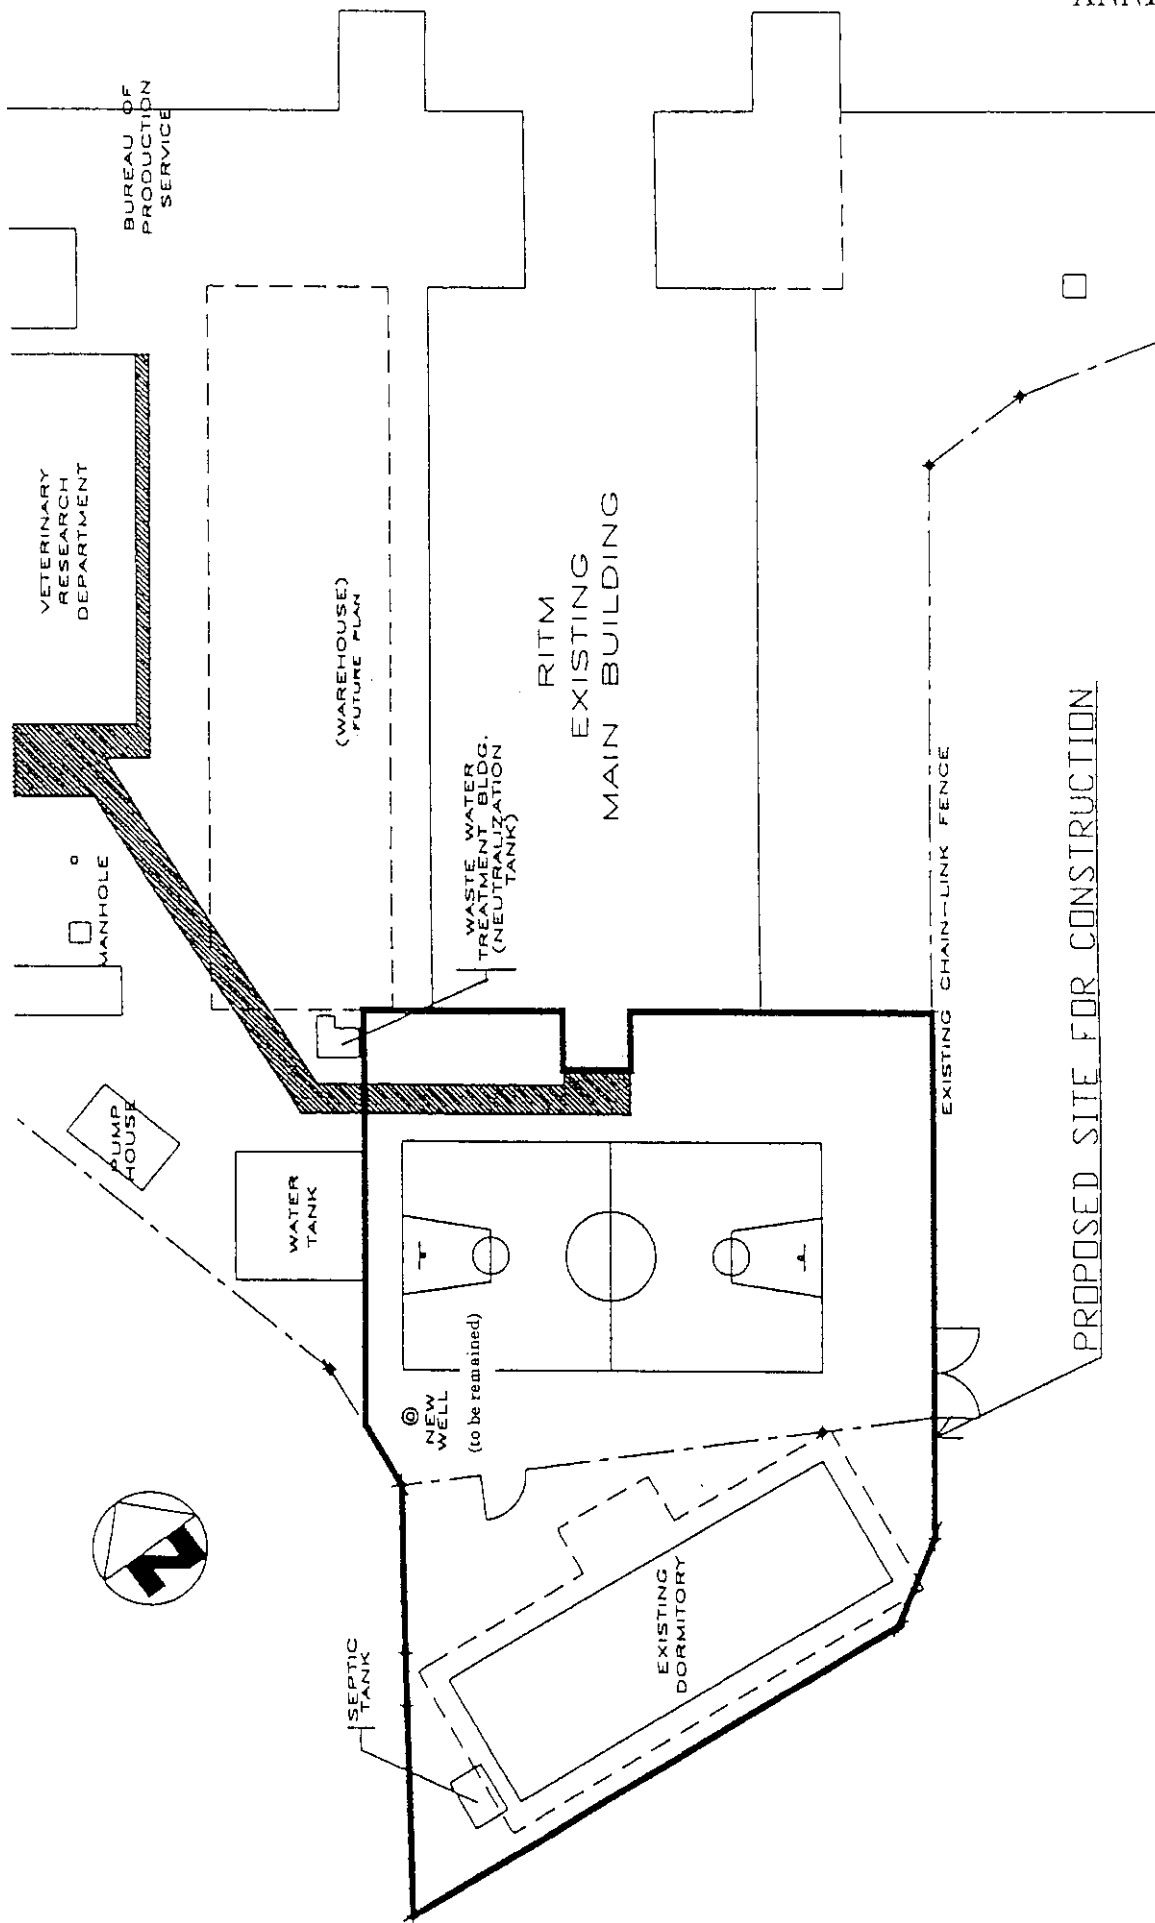 BUREAU OF
PRODUCTION
SERVICE
VETERINARY
RESEARCH
DEPARTMENT
(WAREHOUSE)
FUTURE PLAN
RITM
EXISTING
MAIN BUILDING
MANHOLE
WASTE WATER
TREATMENT BLDG.
(NEUTRALIZATION
TANK)
PUMP
HOUSE
WATER
TANK
EXISTING CHAIN-LINK FENCE
PROPOSED SITE FOR CONSTRUCTION
NEW
WELL
(to be remained)
N
SEPTIC
TANK
EXISTING
DORMITORY